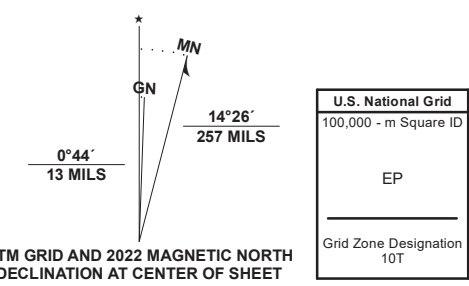 MN
GN
14°26´
257 MILS
0°44´
13 MILS
TM GRID AND 2022 MAGNETIC NORTH
DECLINATION AT CENTER OF SHEET
U.S. National Grid
100,000 - m Square ID
EP
Grid Zone Designation
10T